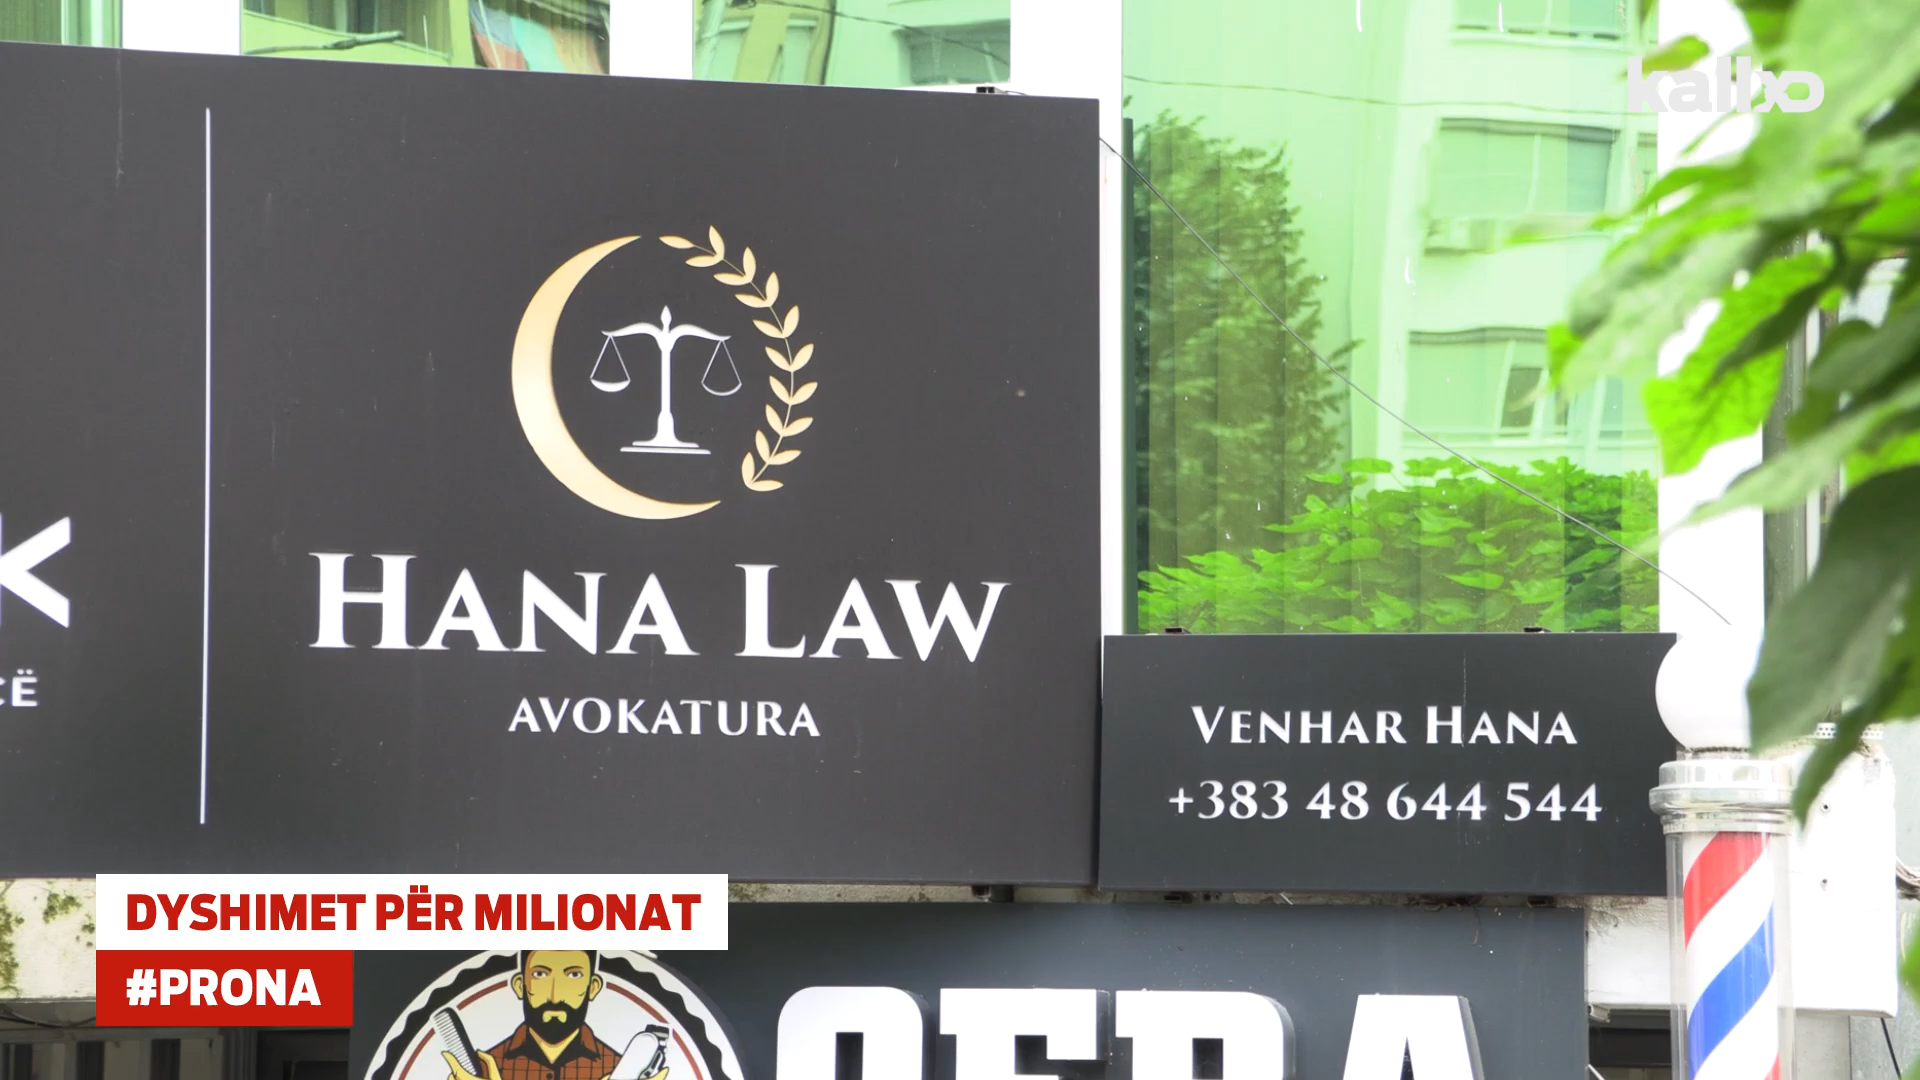 kallxo
HANA LAW
AVOKATURA
VENHAR HANA
+383 48 644 544
DYSHIMET PËR MILIONAT
#PRONA